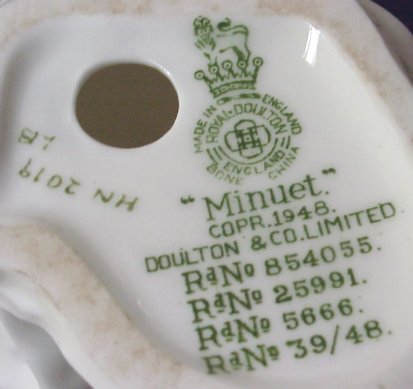 MADE IN ENGLAND
ROYAL·DOULTON
ENGLAND
BONE CHINA
"Minuet."
COPR.1948.
DOULTON & CO.LIMITED.
RdNo 854055.
RdNo 25991.
RdNo 5666.
RdNo 39/48.
HN 2019
LB